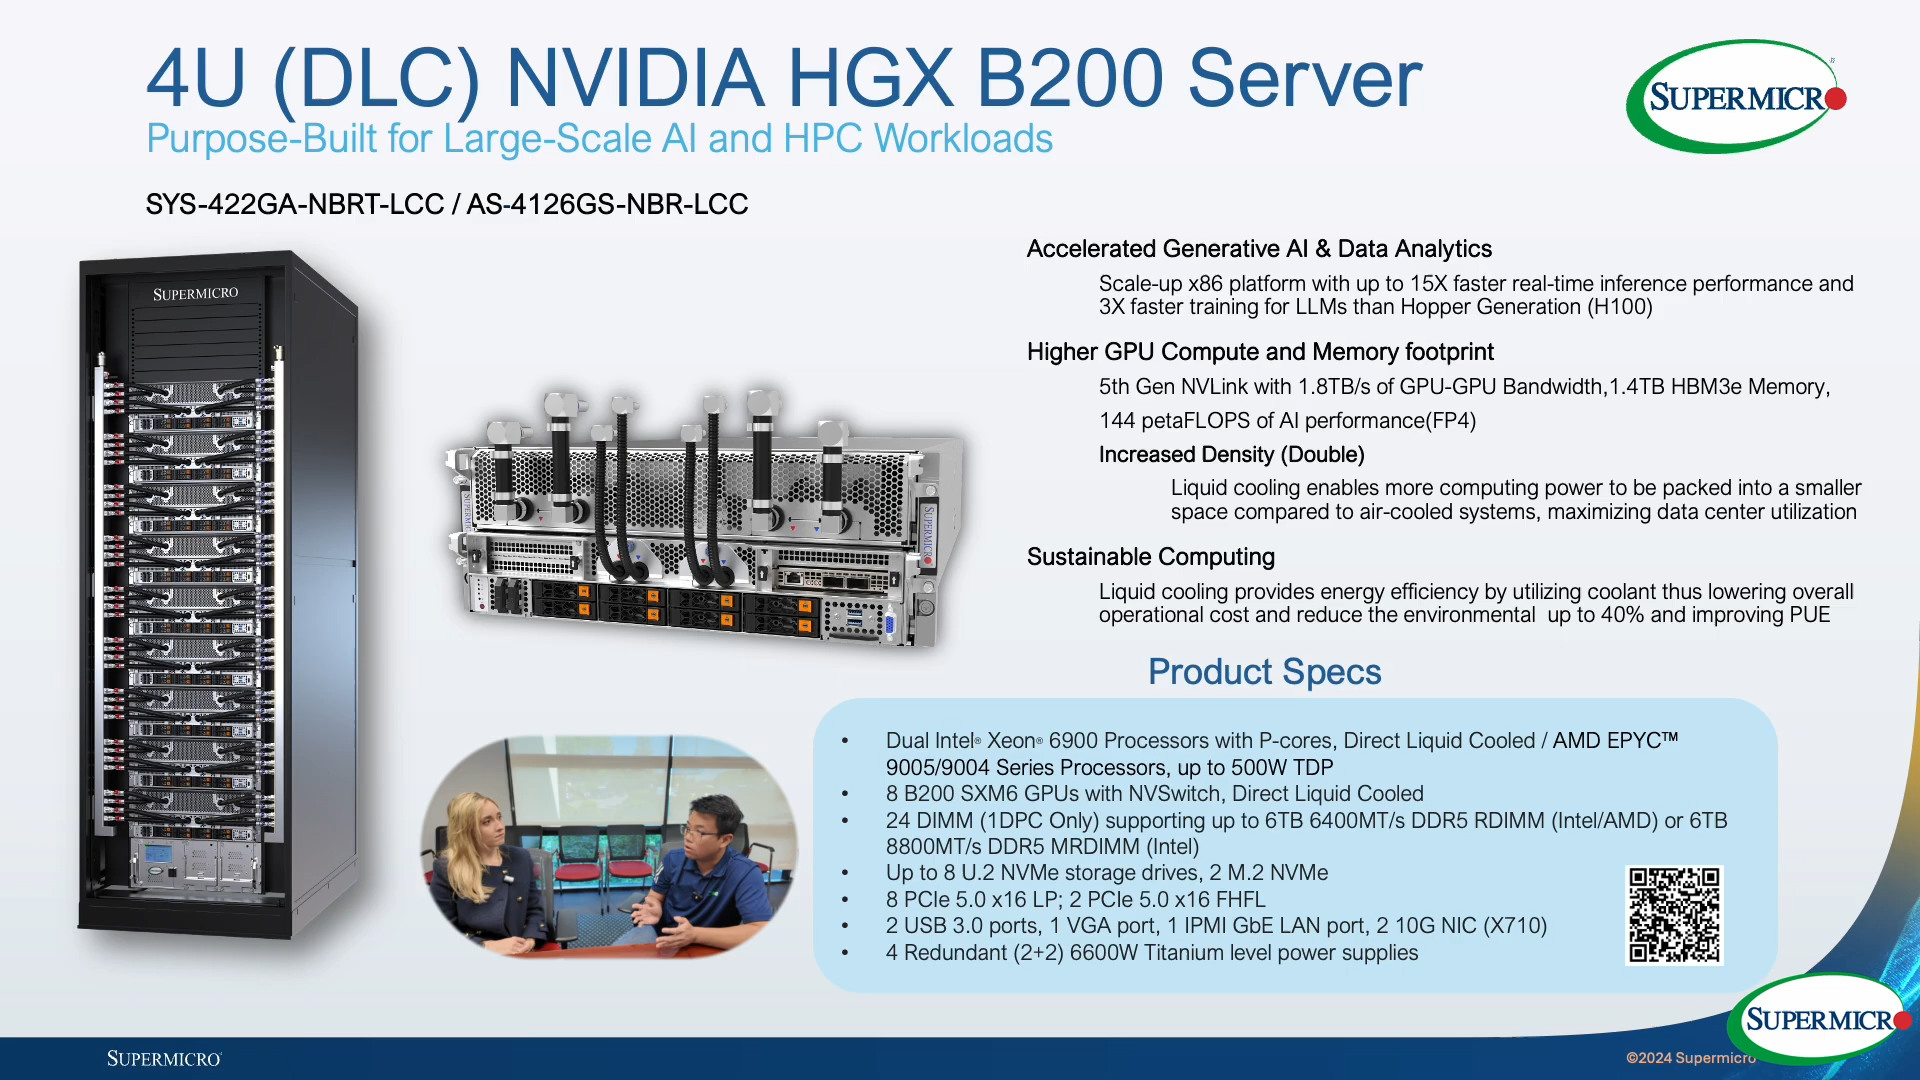 4U (DLC) NVIDIA HGX B200 Server
Purpose-Built for Large-Scale AI and HPC Workloads
SUPERMICR
SYS-422GA-NBRT-LCC / AS-4126GS-NBR-LCC
SUPERMICRO
Accelerated Generative AI & Data Analytics
Scale-up x86 platform with up to 15X faster real-time inference performance and
3X faster training for LLMs than Hopper Generation (H100)
Higher GPU Compute and Memory footprint
5th Gen NVLink with 1.8TB/s of GPU-GPU Bandwidth,1.4TB HBM3e Memory,
144 petaFLOPS of AI performance(FP4)
Increased Density (Double)
Liquid cooling enables more computing power to be packed into a smaller
space compared to air-cooled systems, maximizing data center utilization
SUPERMICR
Sustainable Computing
Liquid cooling provides energy efficiency by utilizing coolant thus lowering overall
operational cost and reduce the environmental  up to 40% and improving PUE
Product Specs
• Dual Intel® Xeon® 6900 Processors with P-cores, Direct Liquid Cooled / AMD EPYC™
9005/9004 Series Processors, up to 500W TDP
• 8 B200 SXM6 GPUs with NVSwitch, Direct Liquid Cooled
• 24 DIMM (1DPC Only) supporting up to 6TB 6400MT/s DDR5 RDIMM (Intel/AMD) or 6TB
8800MT/s DDR5 MRDIMM (Intel)
• Up to 8 U.2 NVMe storage drives, 2 M.2 NVMe
• 8 PCIe 5.0 x16 LP; 2 PCIe 5.0 x16 FHFL
• 2 USB 3.0 ports, 1 VGA port, 1 IPMI GbE LAN port, 2 10G NIC (X710)
• 4 Redundant (2+2) 6600W Titanium level power supplies
SUPERMICR
SUPERMICRO
©2024 Supermicro